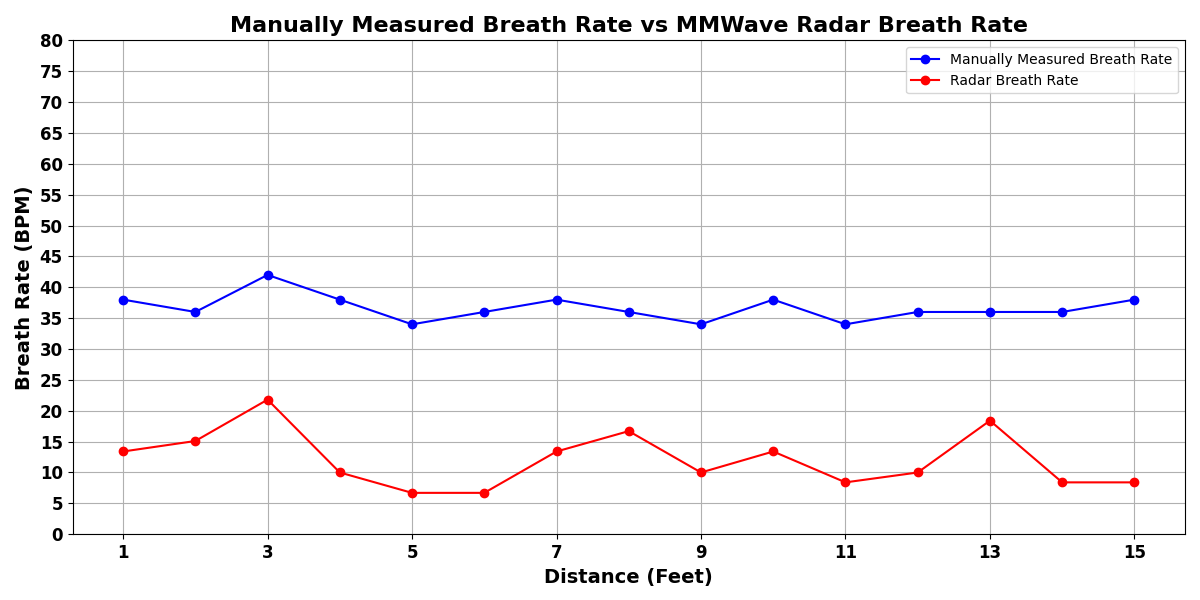 Manually Measured Breath Rate vs MMWave Radar Breath Rate
Manually Measured Breath Rate
Radar Breath Rate
Breath Rate (BPM)
80
75
70
65
60
55
50
45
40
35
30
25
20
15
10
5
0
1 3 5 7 9 11 13 15
Distance (Feet)